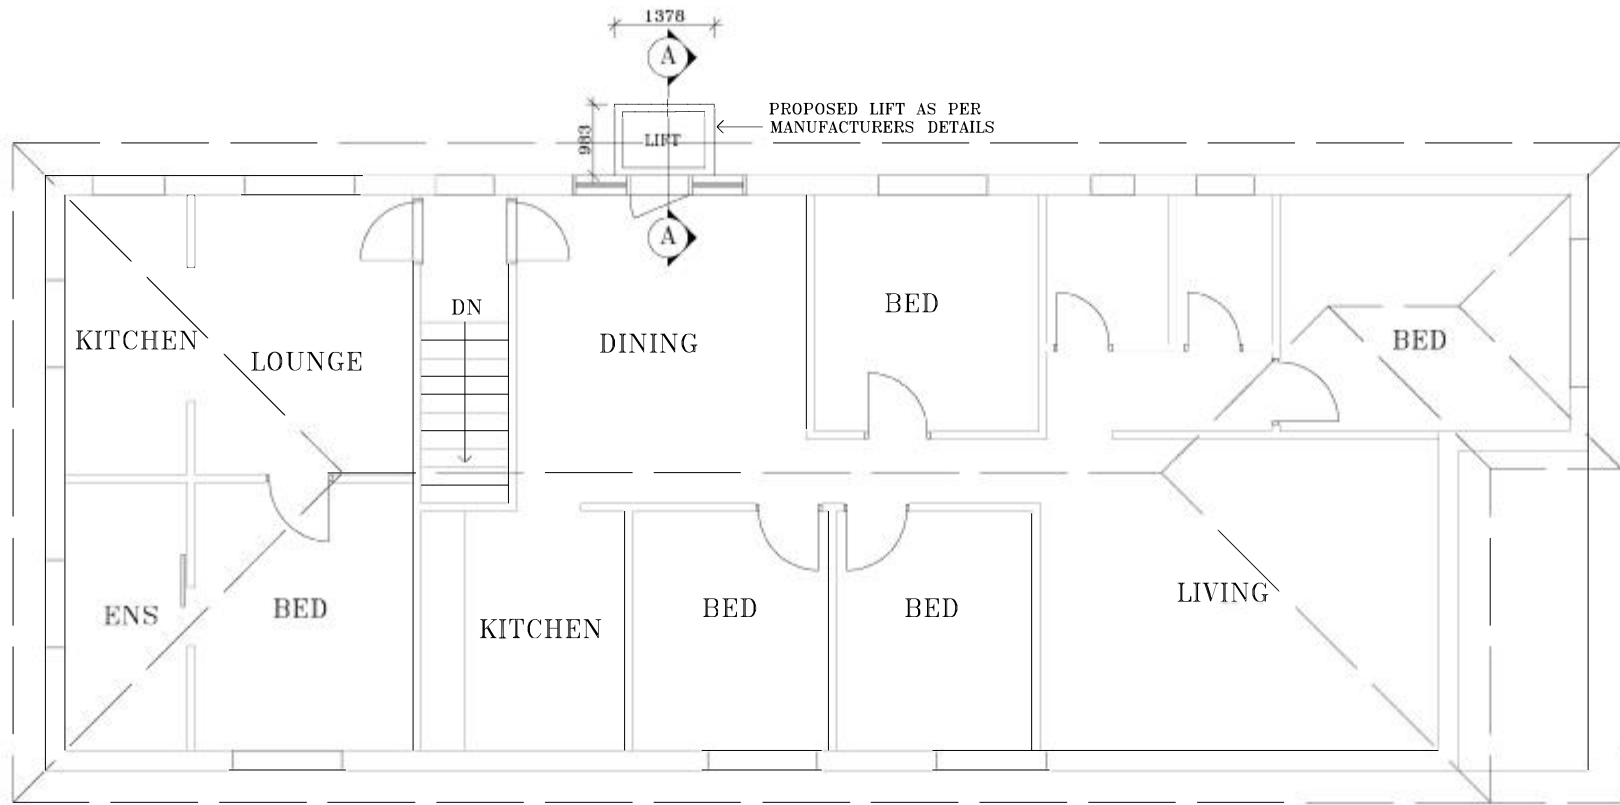 1378
A
PROPOSED LIFT AS PER
MANUFACTURERS DETAILS
983
LIFT
A
DN
BED
KITCHEN
LOUNGE
DINING
BED
ENS
BED
KITCHEN
BED
BED
LIVING